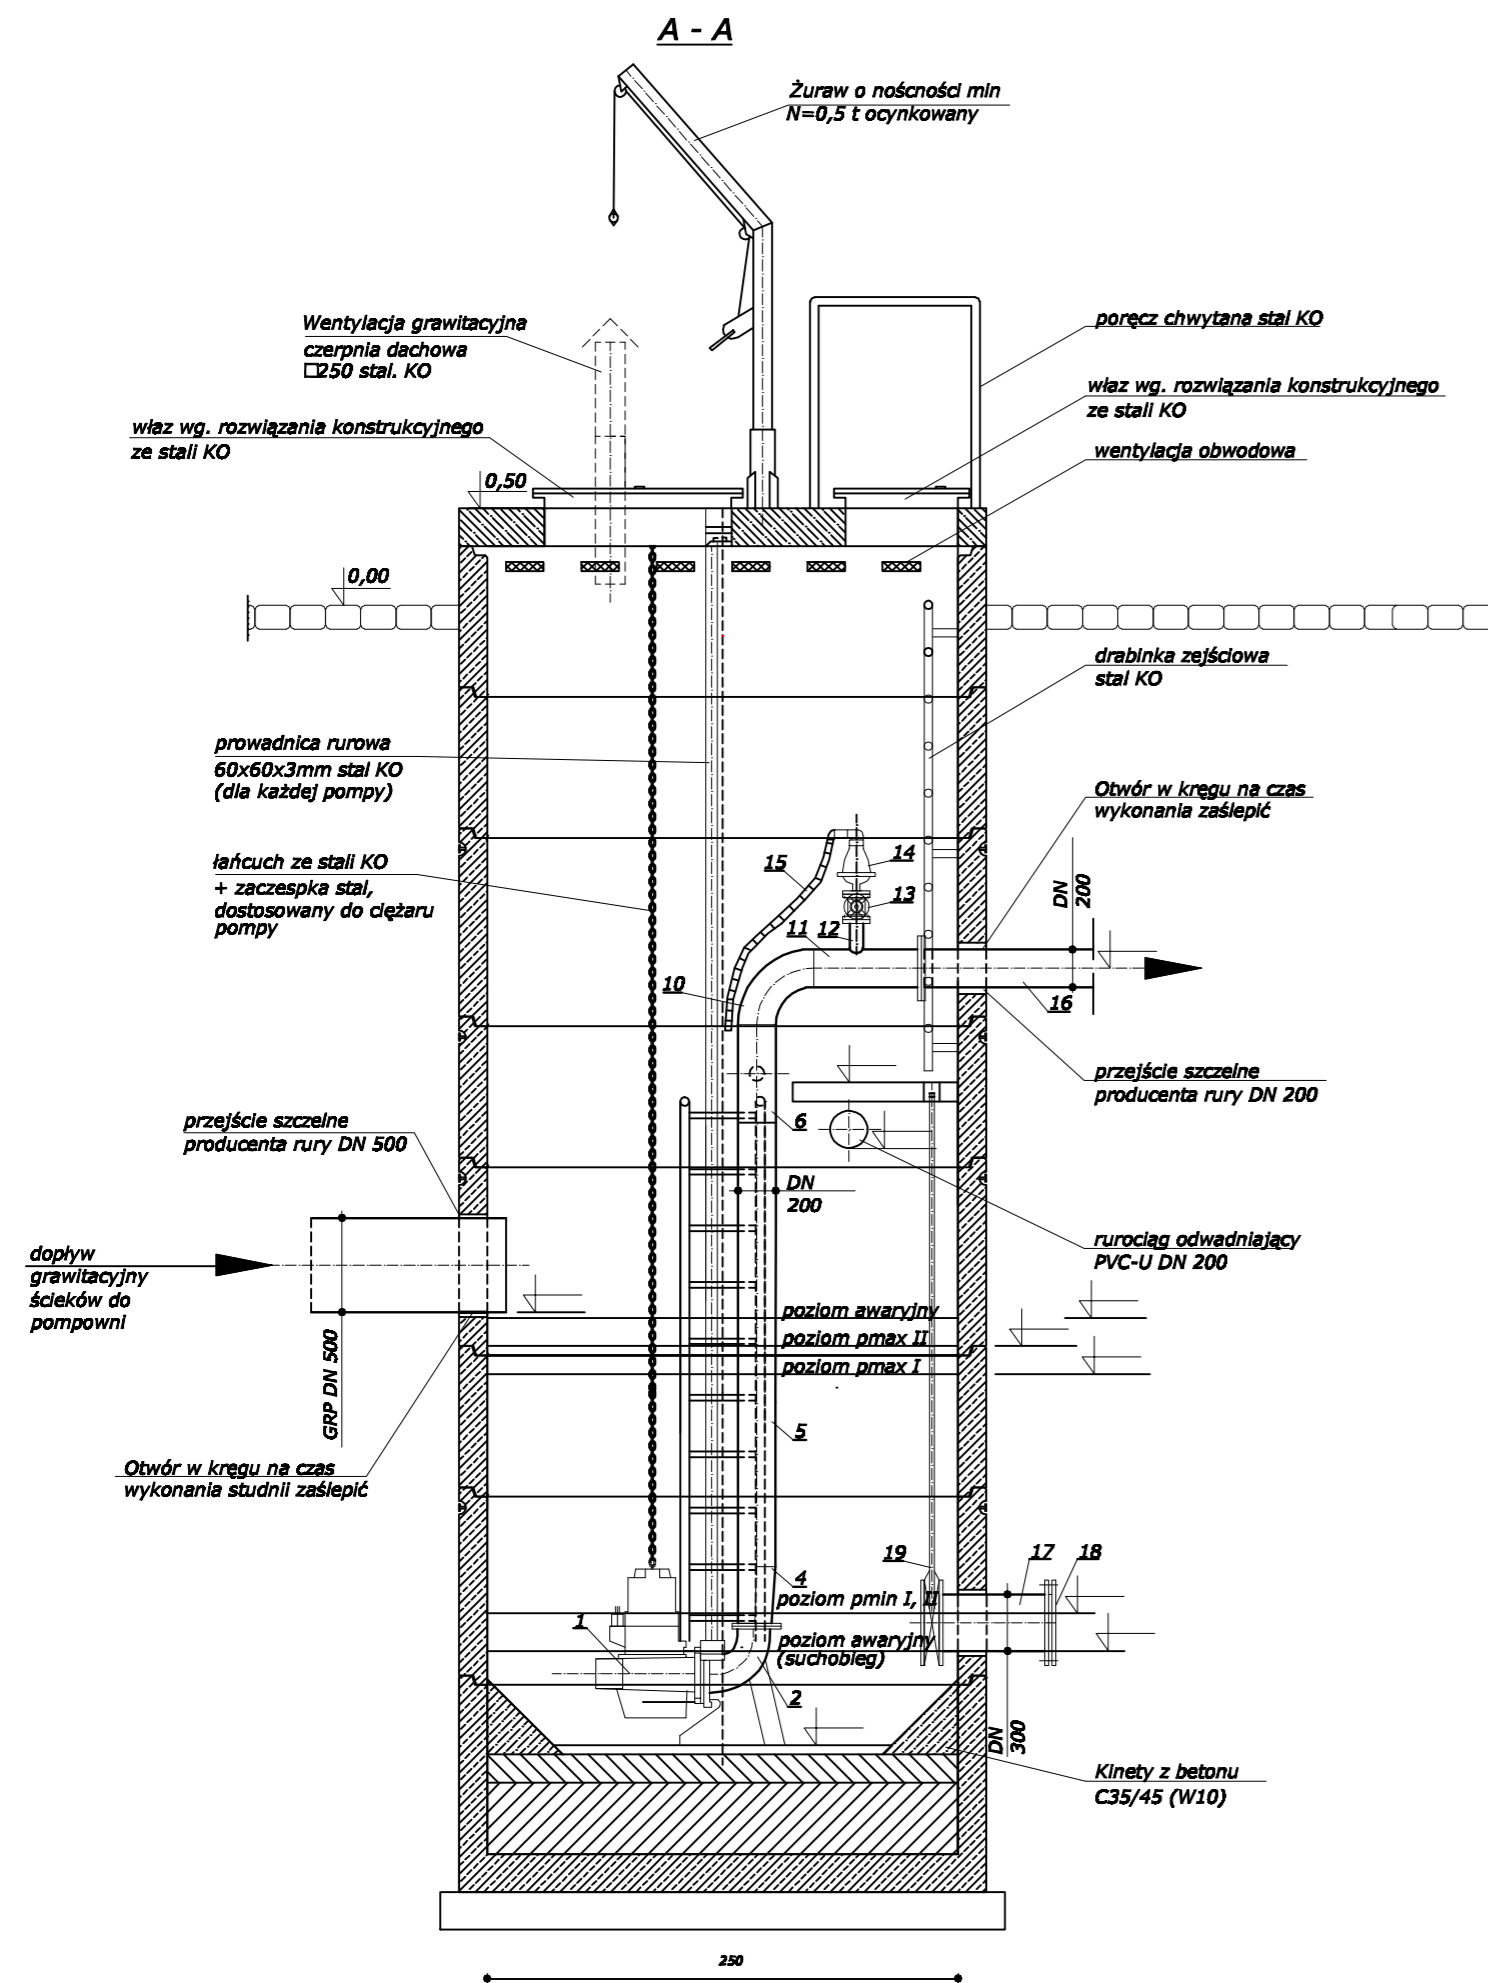 A - A
Żuraw o nośćności min
N=0,5 t ocynkowany
Wentylacja grawitacyjna
czerpnia dachowa
□250 stal. KO
poręcz chwytana stal KO
właz wg. rozwiązania konstrukcyjnego
ze stali KO
właz wg. rozwiązania konstrukcyjnego
ze stali KO
wentylacja obwodowa
0,50
0,00
drabinka zejściowa
stal KO
prowadnica rurowa
60x60x3mm stal KO
(dla każdej pompy)
Otwór w kręgu na czas
wykonania zaślepić
łańcuch ze stali KO
+ zaczespka stal,
dostosowany do ciężaru
pompy
15
14
13
DN
200
11
12
10
16
przejście szczelne
producenta rury DN 200
6
przejście szczelne
producenta rury DN 500
DN
200
rurociąg odwadniający
PVC-U DN 200
dopływ
grawitacyjny
ścieków do
pompowni
GRP DN 500
poziom awaryjny
poziom pmax II
poziom pmax I
5
Otwór w kręgu na czas
wykonania studnii zaślepić
19
17
18
4
poziom pmin I, II
1
poziom awaryjny
(suchobieg)
2
DN
300
Kinety z betonu
C35/45 (W10)
250